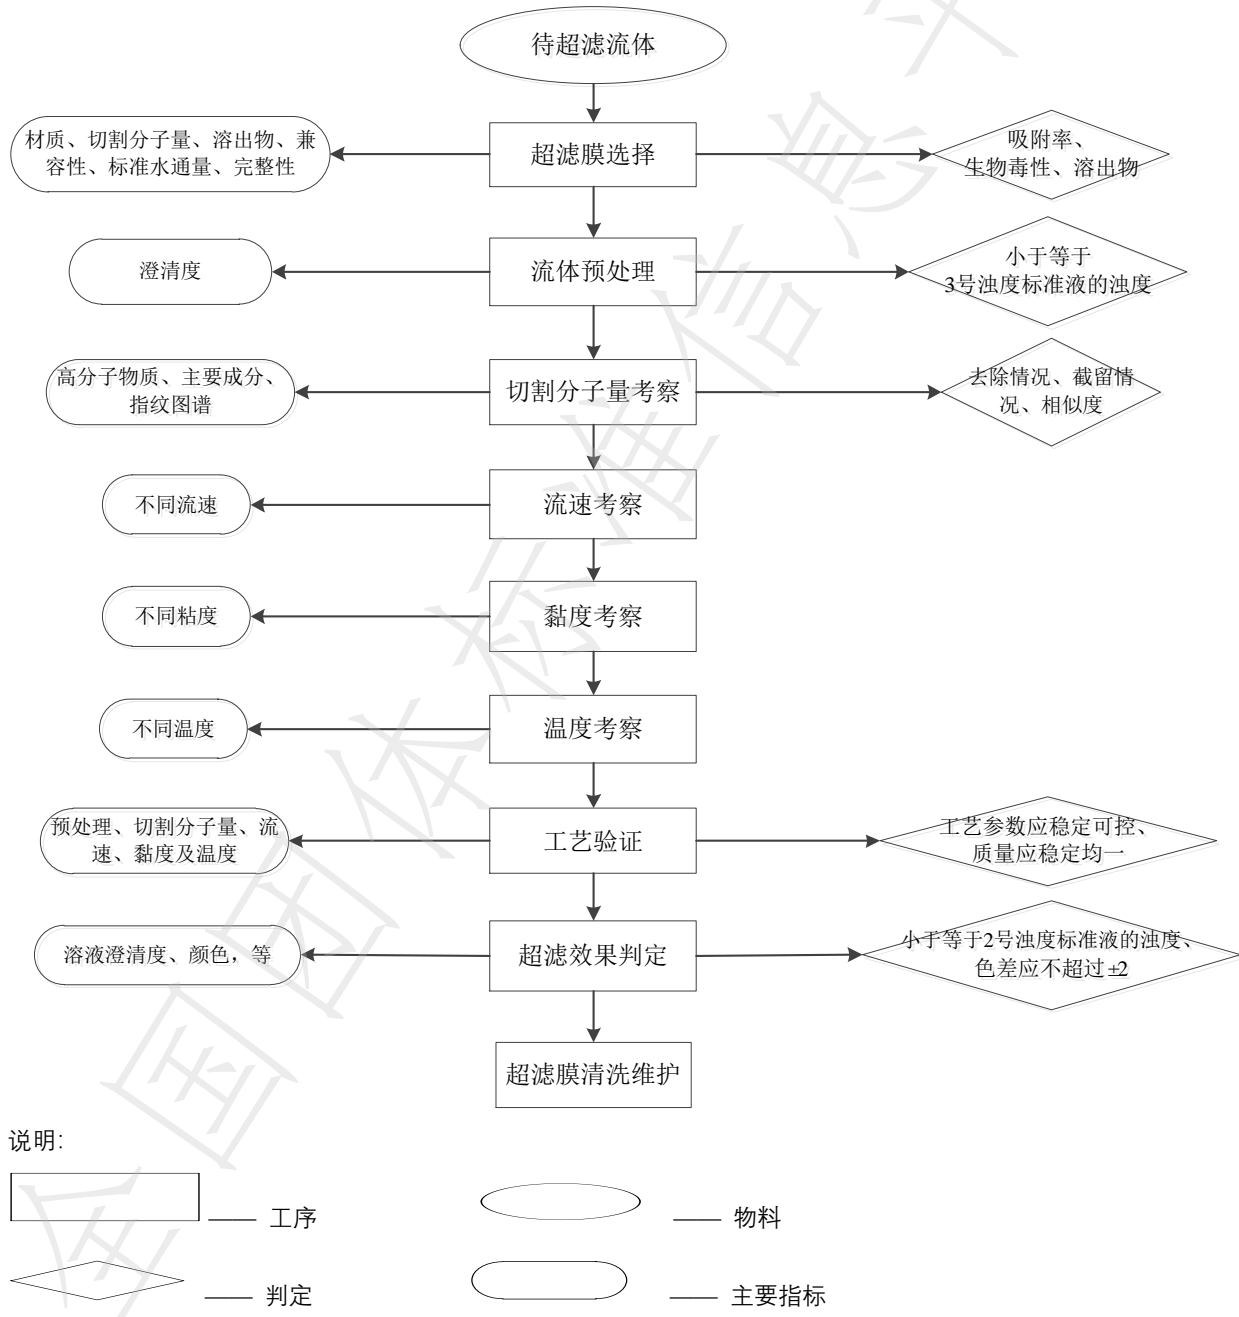 待超滤流体
材质、切割分子量、溶出物、兼
容性、标准水通量、完整性
超滤膜选择
吸附率、
生物毒性、溶出物
澄清度
流体预处理
小于等于
3号浊度标准液的浊度
高分子物质、主要成分、
指纹图谱
切割分子量考察
去除情况、截留情
况、相似度
不同流速
流速考察
不同粘度
黏度考察
不同温度
温度考察
预处理、切割分子量、流
速、黏度及温度
工艺验证
工艺参数应稳定可控、
质量应稳定均一
溶液澄清度、颜色，等
超滤效果判定
小于等于2号浊度标准液的浊度、
色差应不超过±2
超滤膜清洗维护
说明:
—— 工序
—— 物料
—— 判定
—— 主要指标
全国团体标准信息平